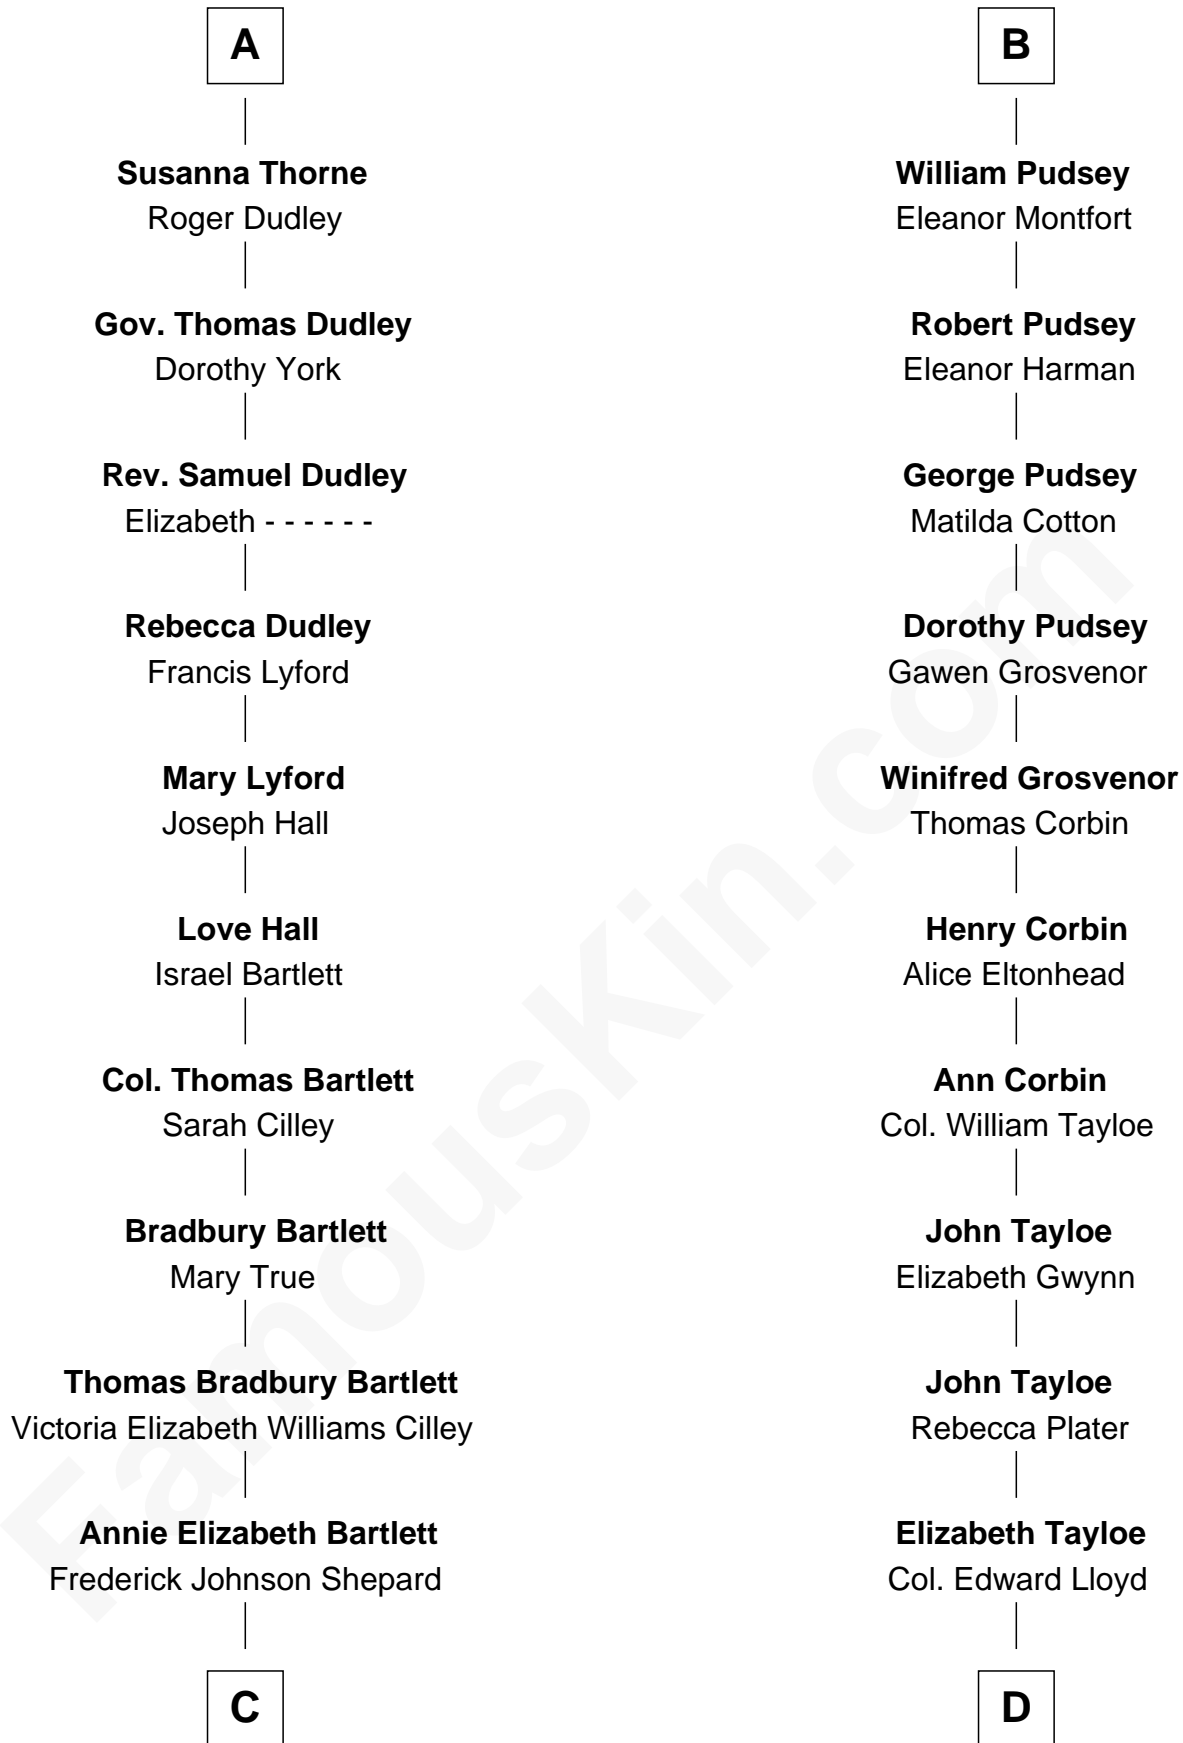 A
Susanna Thorne
Roger Dudley
Gov. Thomas Dudley
Dorothy York
Rev. Samuel Dudley
Elizabeth - - - - - -
Rebecca Dudley
Francis Lyford
Mary Lyford
Joseph Hall
Love Hall
Israel Bartlett
Col. Thomas Bartlett
Sarah Cilley
Bradbury Bartlett
Mary True
Thomas Bradbury Bartlett
Victoria Elizabeth Williams Cilley
Annie Elizabeth Bartlett
Frederick Johnson Shepard
C
B
William Pudsey
Eleanor Montfort
Robert Pudsey
Eleanor Harman
George Pudsey
Matilda Cotton
Dorothy Pudsey
Gawen Grosvenor
Winifred Grosvenor
Thomas Corbin
Henry Corbin
Alice Eltonhead
Ann Corbin
Col. William Tayloe
John Tayloe
Elizabeth Gwynn
John Tayloe
Rebecca Plater
Elizabeth Tayloe
Col. Edward Lloyd
D
FamousKin.com